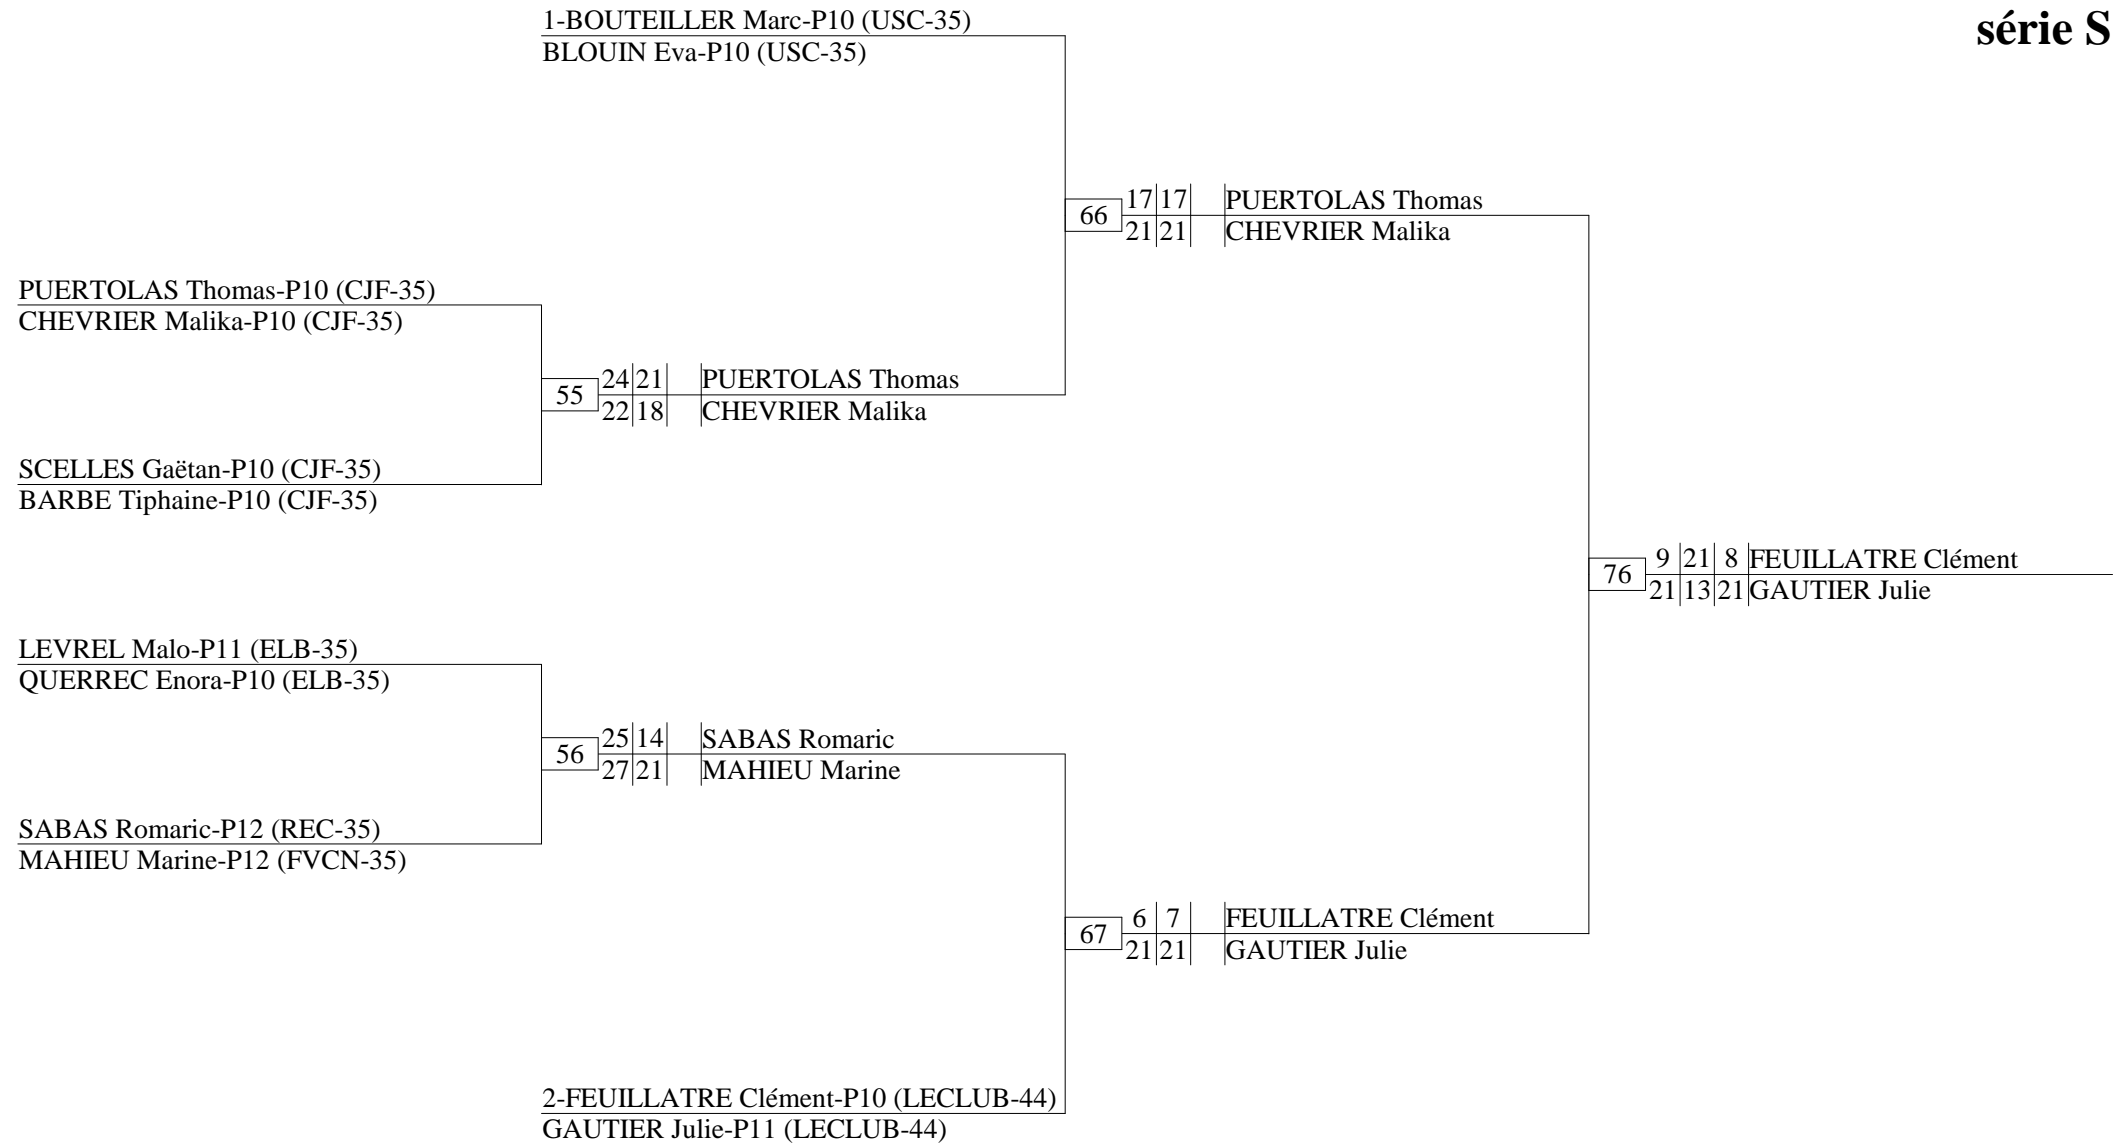 1-BOUTEILLER Marc-P10 (USC-35)
BLOUIN Eva-P10 (USC-35)
série S
66
17 17 PUERTOLAS Thomas
21 21 CHEVRIER Malika
PUERTOLAS Thomas-P10 (CJF-35)
CHEVRIER Malika-P10 (CJF-35)
55
24 21 PUERTOLAS Thomas
22 18 CHEVRIER Malika
SCELLES Gaëtan-P10 (CJF-35)
BARBE Tiphaine-P10 (CJF-35)
76
9 21 8 FEUILLATRE Clément
21 13 21 GAUTIER Julie
LEVREL Malo-P11 (ELB-35)
QUERREC Enora-P10 (ELB-35)
56
25 14 SABAS Romaric
27 21 MAHIEU Marine
SABAS Romaric-P12 (REC-35)
MAHIEU Marine-P12 (FVCN-35)
67
6 7 FEUILLATRE Clément
21 21 GAUTIER Julie
2-FEUILLATRE Clément-P10 (LECLUB-44)
GAUTIER Julie-P11 (LECLUB-44)